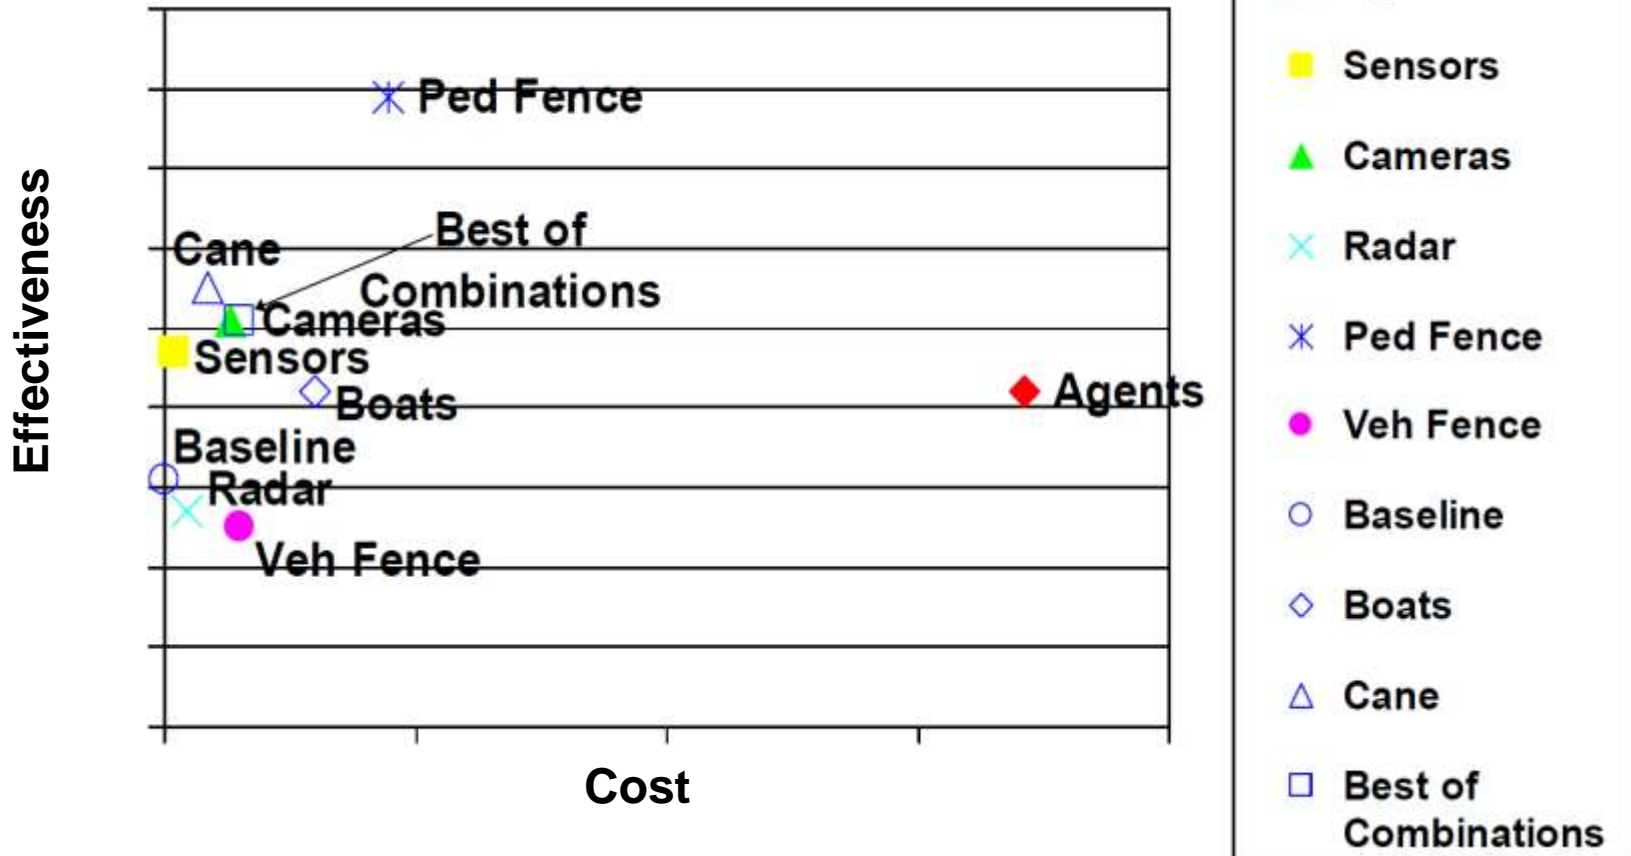 Effectiveness
Ped Fence
Best of
Cane
Combinations
Cameras
Sensors
Boats
Agents
Baseline
Radar
Veh Fence
Cost
Sensors
Cameras
Radar
Ped Fence
Veh Fence
Baseline
Boats
Cane
Best of
Combinations